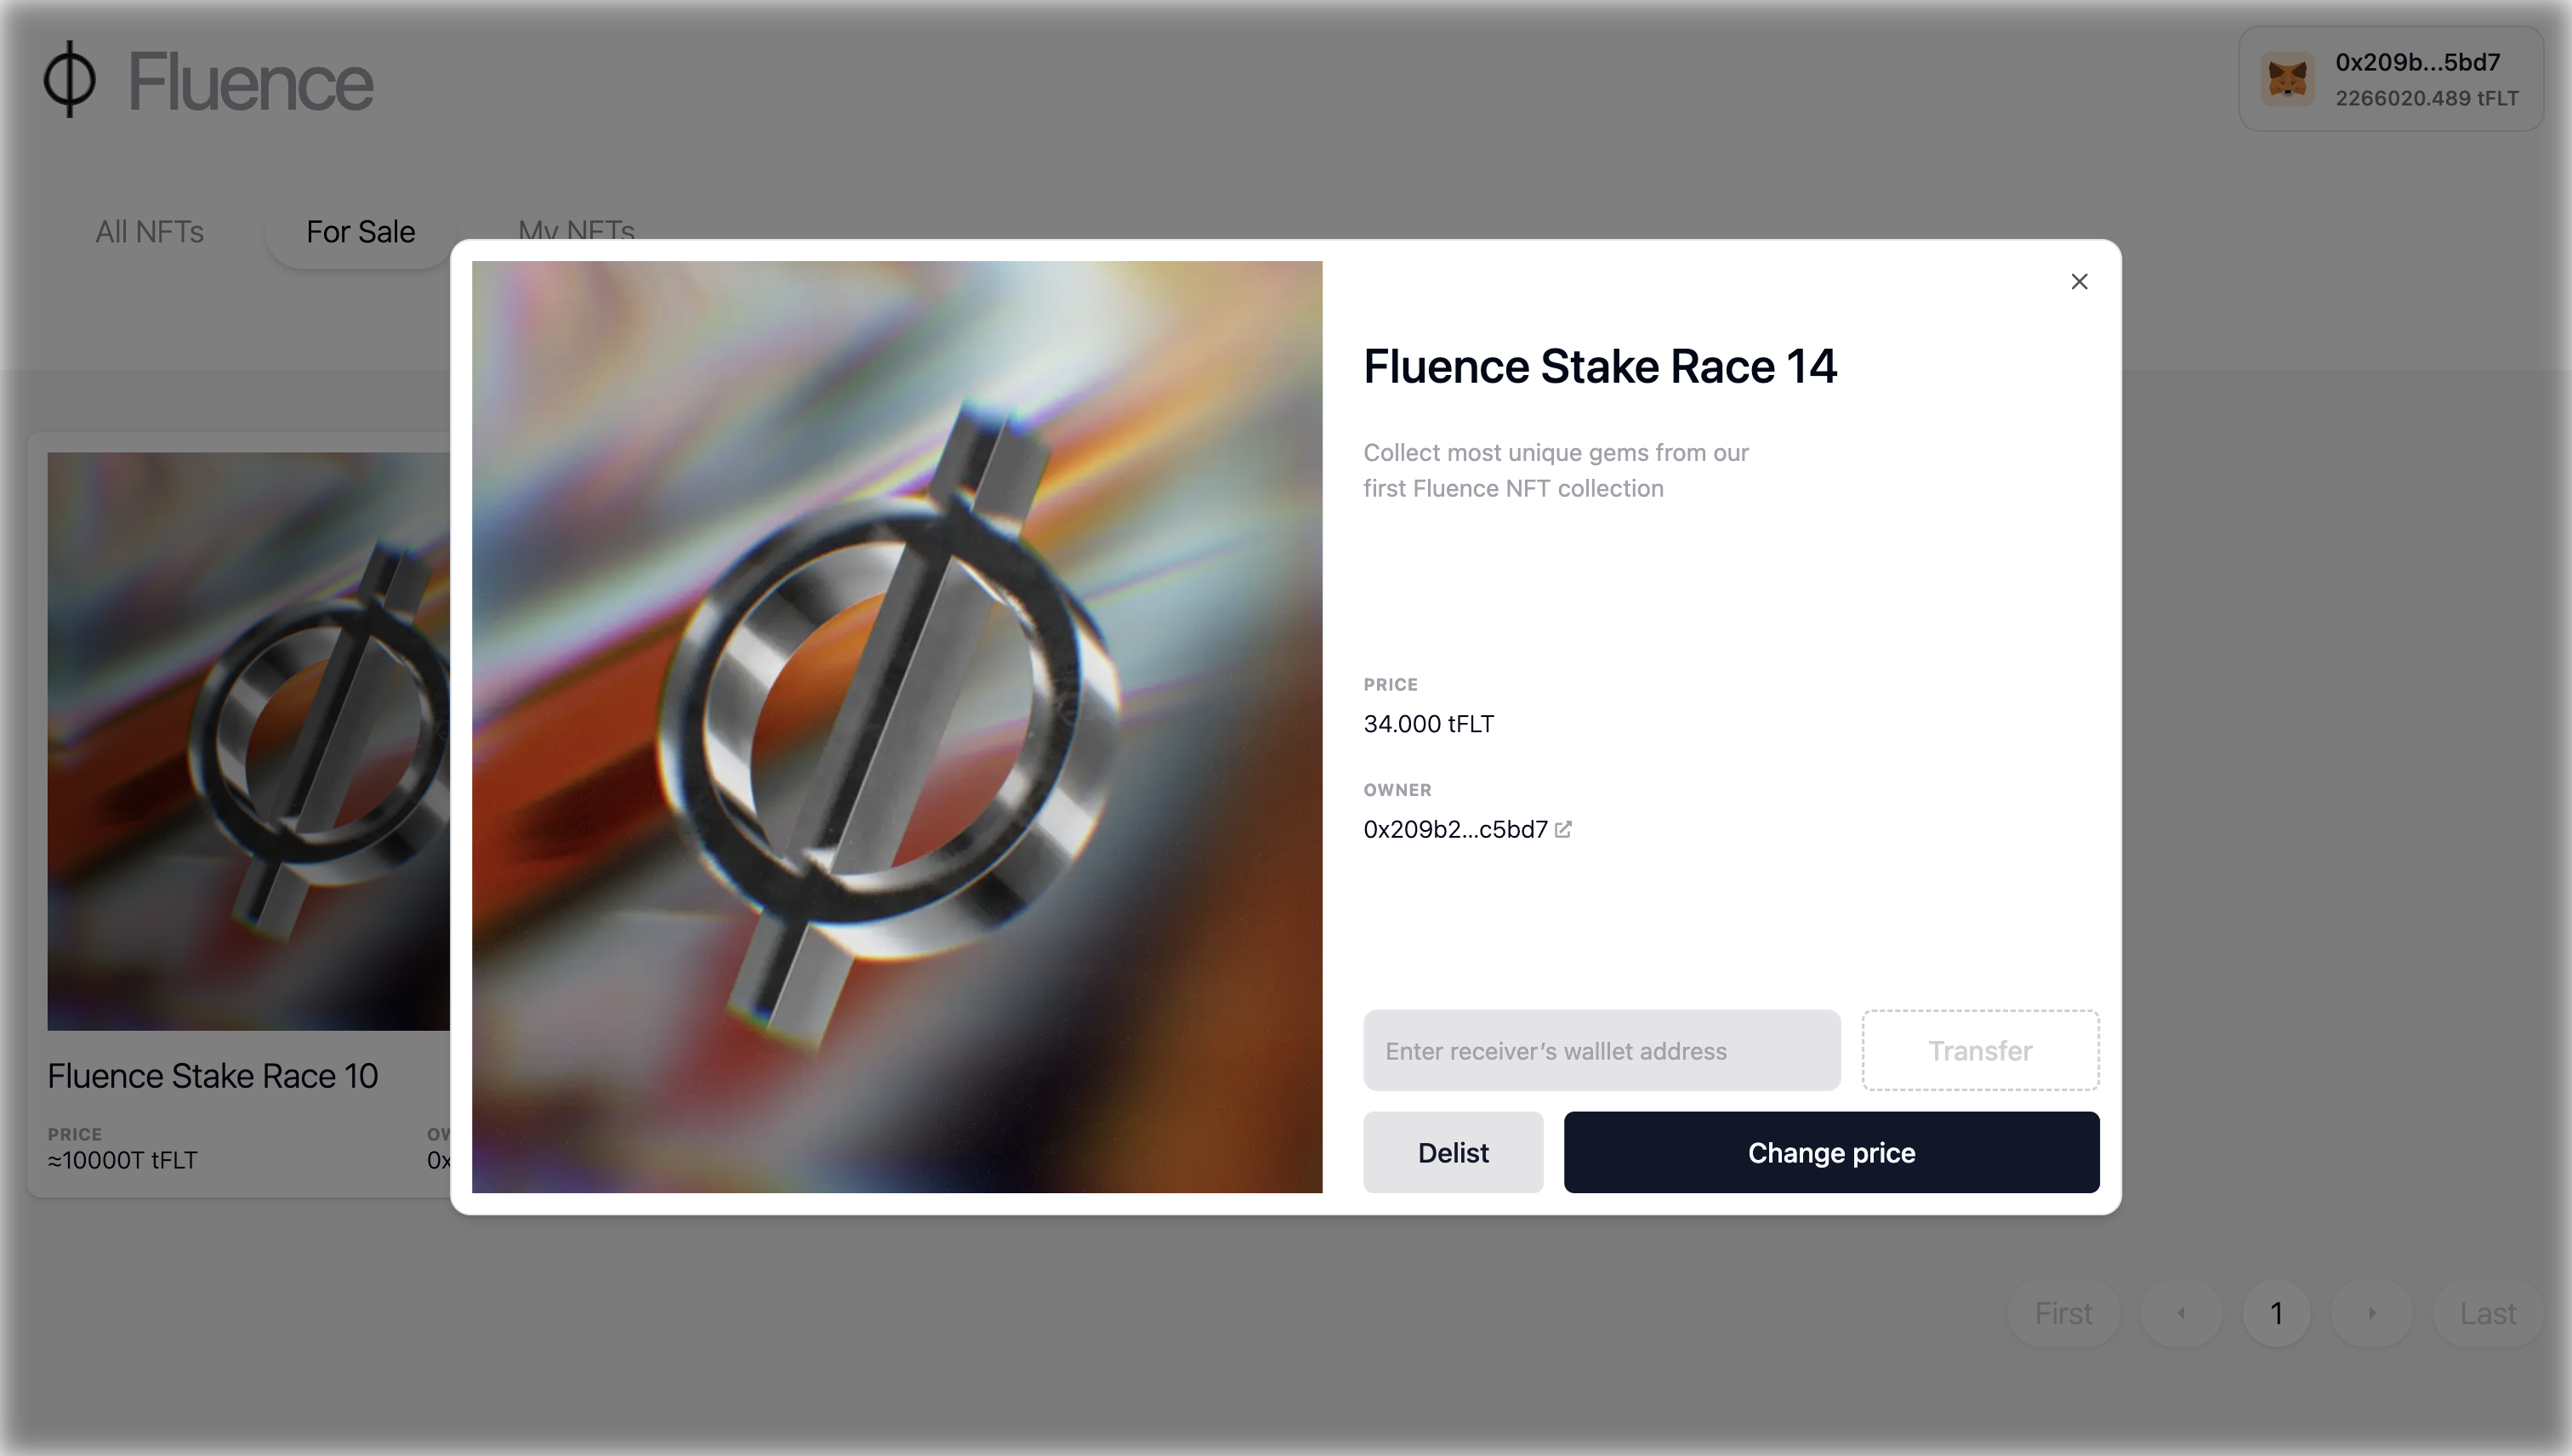 Fluence
0x209b...5bd7
2266020.489 tFLT
All NFTs
For Sale
My NFTs
Fluence Stake Race 14
Collect most unique gems from our
first Fluence NFT collection
PRICE
34.000 tFLT
OWNER
0x209b2...c5bd7
Enter receiver’s walllet address
Transfer
Delist
Change price
Fluence Stake Race 10
PRICE
≈10000T tFLT
First
1
Last